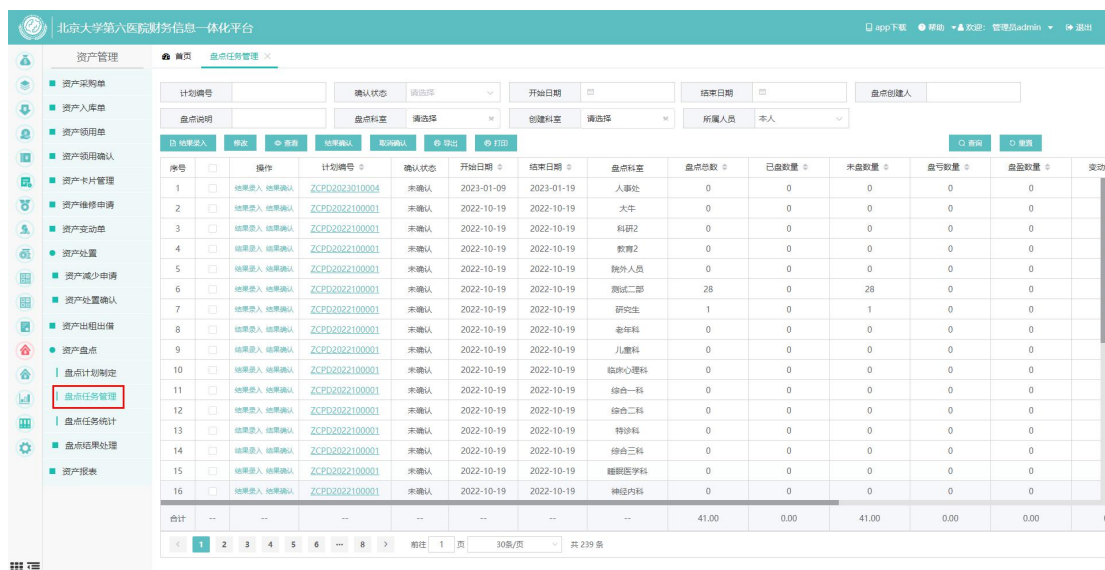 北京大学第六医院财务信息一体化平台 app下载 帮助 欢迎: 管理员admin 退出
资产管理 首页 盘点任务管理 ×
资产采购单
资产入库单
资产领用单
资产领用确认
资产卡片管理
资产维修申请
资产变动单
资产处置
资产减少申请
资产处置确认
资产出租出借
资产盘点
盘点计划制定
盘点任务管理
盘点任务统计
盘点结果处理
资产报表
计划编号 确认状态 请选择 开始日期 结束日期 盘点创建人
盘点说明 盘点科室 请选择 创建科室 请选择 所属人员 本人
结果录入 修改 查看 结果确认 取消确认 导出 打印 查询 重置
序号 操作 计划编号 确认状态 开始日期 结束日期 盘点科室 盘点总数 已盘数量 未盘数量 盘亏数量 盘盈数量 变动
1 结果录入 结果确认 ZCPD2023010004 未确认 2023-01-09 2023-01-19 人事处 0 0 0 0 0
2 结果录入 结果确认 ZCPD2022100001 未确认 2022-10-19 2022-10-19 大牛 0 0 0 0 0
3 结果录入 结果确认 ZCPD2022100001 未确认 2022-10-19 2022-10-19 科研2 0 0 0 0 0
4 结果录入 结果确认 ZCPD2022100001 未确认 2022-10-19 2022-10-19 教育2 0 0 0 0 0
5 结果录入 结果确认 ZCPD2022100001 未确认 2022-10-19 2022-10-19 院外人员 0 0 0 0 0
6 结果录入 结果确认 ZCPD2022100001 未确认 2022-10-19 2022-10-19 测试二部 28 0 28 0 0
7 结果录入 结果确认 ZCPD2022100001 未确认 2022-10-19 2022-10-19 研究生 1 0 1 0 0
8 结果录入 结果确认 ZCPD2022100001 未确认 2022-10-19 2022-10-19 老年科 0 0 0 0 0
9 结果录入 结果确认 ZCPD2022100001 未确认 2022-10-19 2022-10-19 儿童科 0 0 0 0 0
10 结果录入 结果确认 ZCPD2022100001 未确认 2022-10-19 2022-10-19 临床心理科 0 0 0 0 0
11 结果录入 结果确认 ZCPD2022100001 未确认 2022-10-19 2022-10-19 综合一科 0 0 0 0 0
12 结果录入 结果确认 ZCPD2022100001 未确认 2022-10-19 2022-10-19 综合二科 0 0 0 0 0
13 结果录入 结果确认 ZCPD2022100001 未确认 2022-10-19 2022-10-19 特诊科 0 0 0 0 0
14 结果录入 结果确认 ZCPD2022100001 未确认 2022-10-19 2022-10-19 综合三科 0 0 0 0 0
15 结果录入 结果确认 ZCPD2022100001 未确认 2022-10-19 2022-10-19 睡眠医学科 0 0 0 0 0
16 结果录入 结果确认 ZCPD2022100001 未确认 2022-10-19 2022-10-19 神经内科 0 0 0 0 0
合计 -- -- -- -- -- -- -- 41.00 0.00 41.00 0.00 0.00
< 1 2 3 4 5 6 ... 8 > 前往 1 页 30条/页 共 239 条